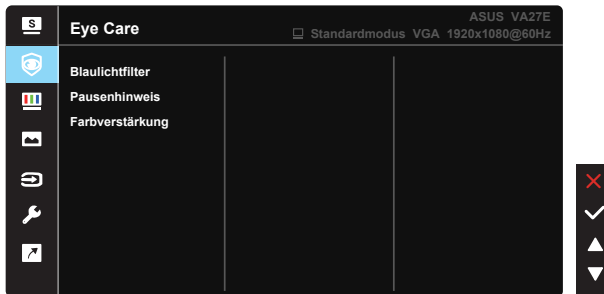 S
Eye Care
ASUS VA27E
Standardmodus VGA 1920x1080@60Hz
Blaulichtfilter
Pausenhinweis
Farbverstärkung